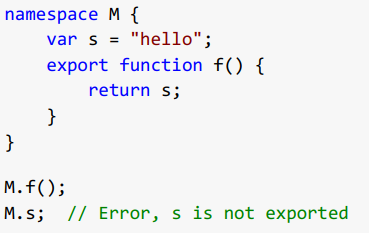 namespace M {
    var s = "hello";
    export function f() {
        return s;
    }
}

M.f();
M.s;  // Error, s is not exported